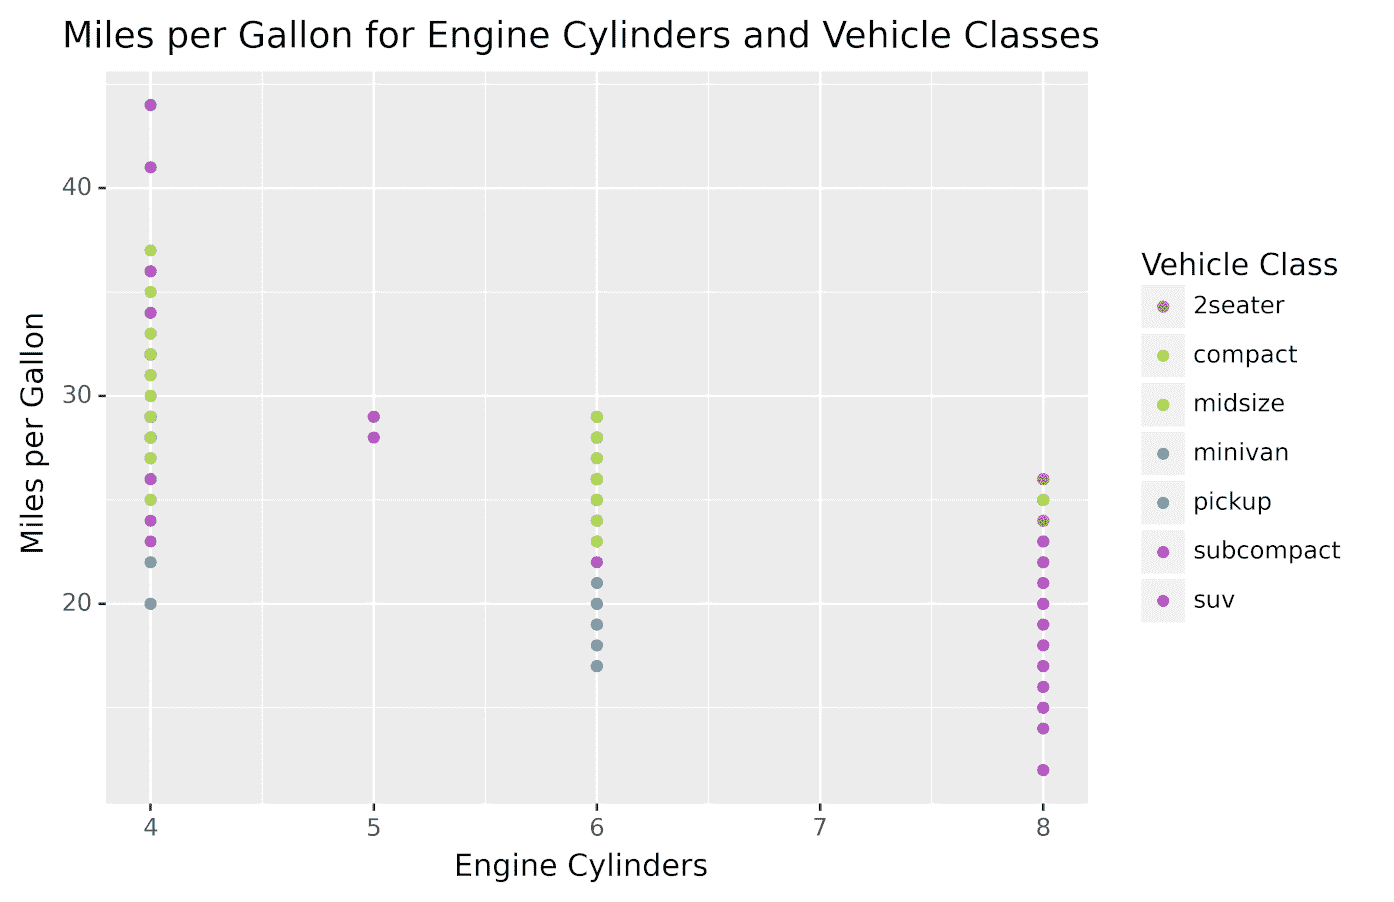 Miles per Gallon for Engine Cylinders and Vehicle Classes
Miles per Gallon
40
30
20
4 5 6 7 8
Engine Cylinders
Vehicle Class
2seater
compact
midsize
minivan
pickup
subcompact
suv